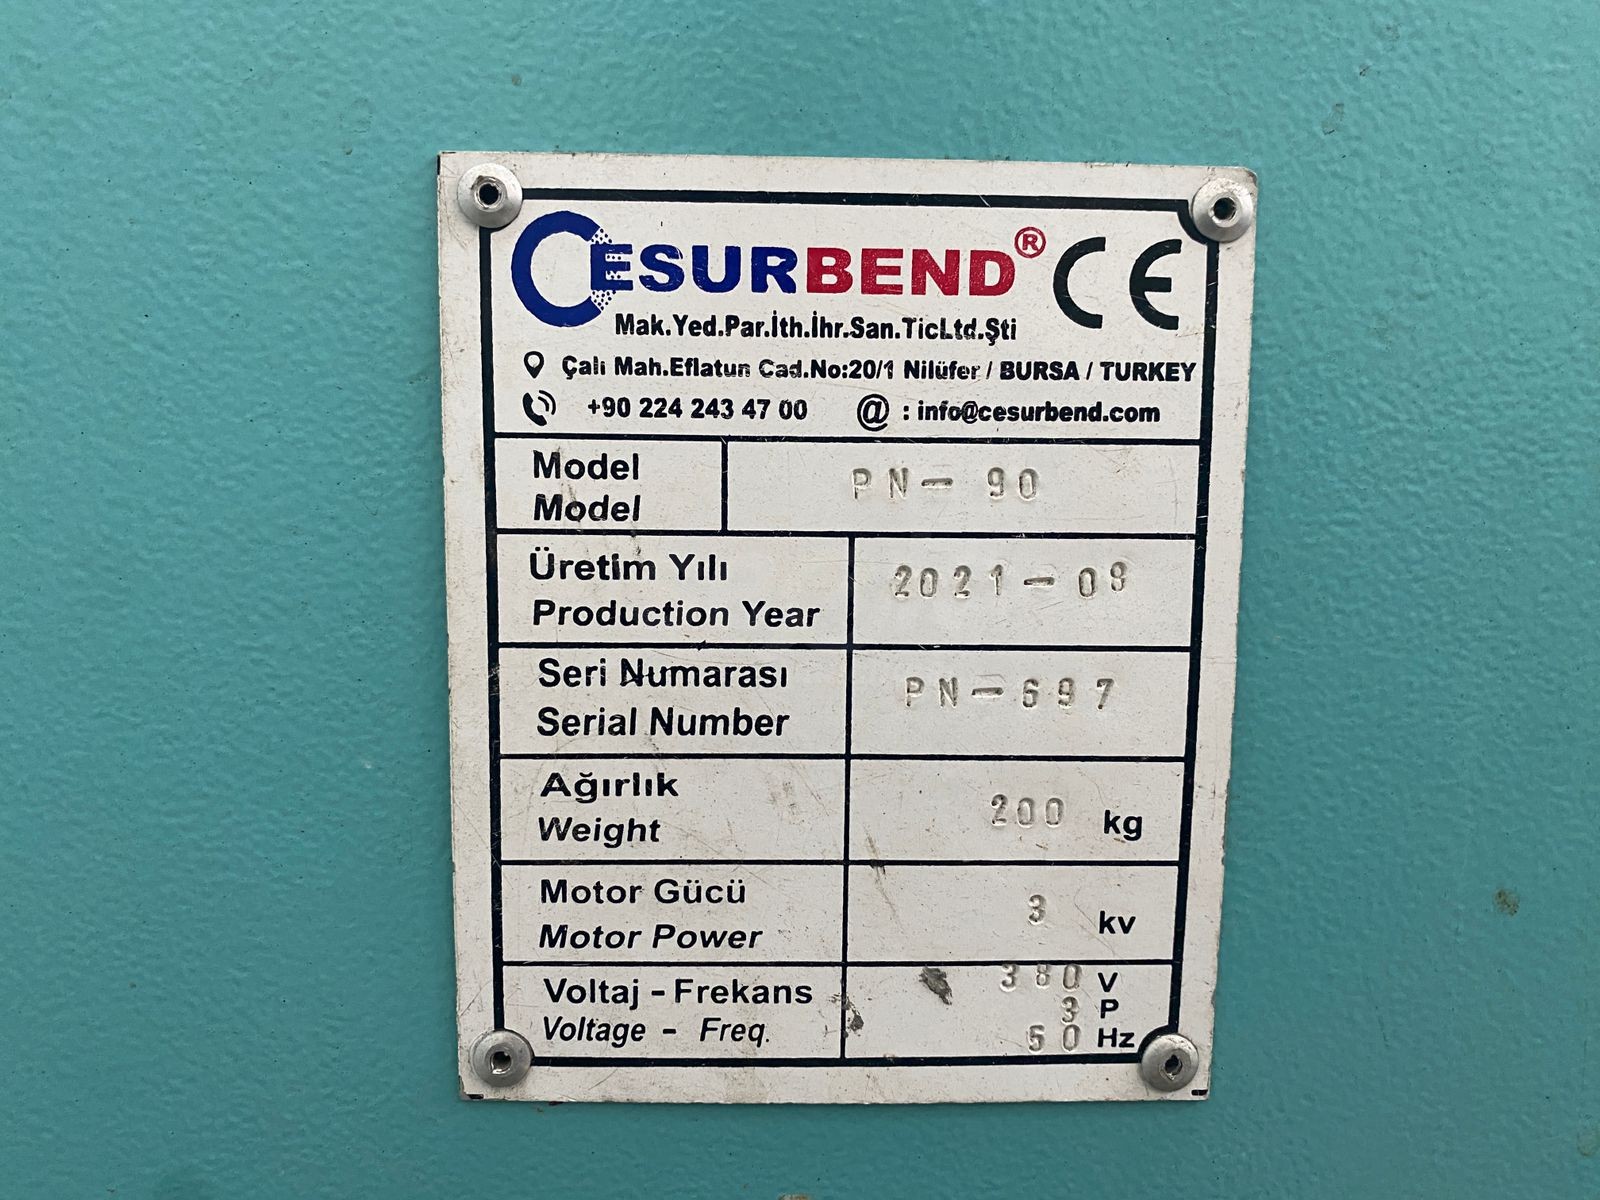 CESURBEND® CE
Mak.Yed.Par.İth.İhr.San.TicLtd.Şti
Çalı Mah.Eflatun Cad.No:20/1 Nilüfer / BURSA / TURKEY
+90 224 243 47 00 @ : info@cesurbend.com
Model
Model
PN-90
Üretim Yılı
Production Year
2021-08
Seri Numarası
Serial Number
PN-697
Ağırlık
Weight
200 kg
Motor Gücü
Motor Power
3 kv
Voltaj - Frekans
Voltage - Freq.
380 V
3 P
50 Hz